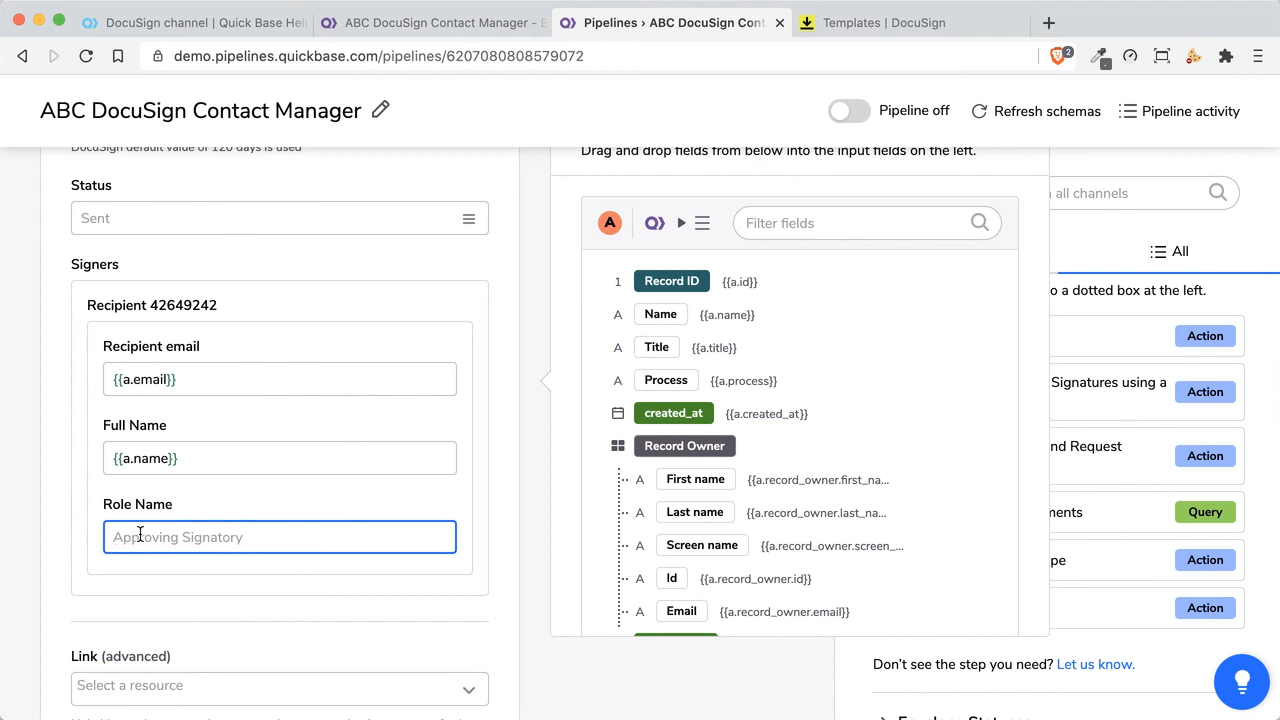 DocuSign channel | Quick Base Hel
ABC DocuSign Contact Manager - E
Pipelines › ABC DocuSign Cont
Templates | DocuSign
demo.pipelines.quickbase.com/pipelines/6207080808579072
2
ABC DocuSign Contact Manager
Pipeline off
Refresh schemas
Pipeline activity
DocuSign default value of 120 days is used
Status
Sent
Signers
Recipient 42649242
Recipient email
{{a.email}}
Full Name
{{a.name}}
Role Name
Approving Signatory
Link (advanced)
Select a resource
Drag and drop fields from below into the input fields on the left.
A
Filter fields
1 Record ID {{a.id}}
A Name {{a.name}}
A Title {{a.title}}
A Process {{a.process}}
created_at {{a.created_at}}
Record Owner
A First name {{a.record_owner.first_na...
A Last name {{a.record_owner.last_na...
A Screen name {{a.record_owner.screen_...
A Id {{a.record_owner.id}}
A Email {{a.record_owner.email}}
all channels
All
o a dotted box at the left.
Action
Signatures using a
Action
nd Request
Action
ments
Query
pe
Action
Action
Don't see the step you need? Let us know.